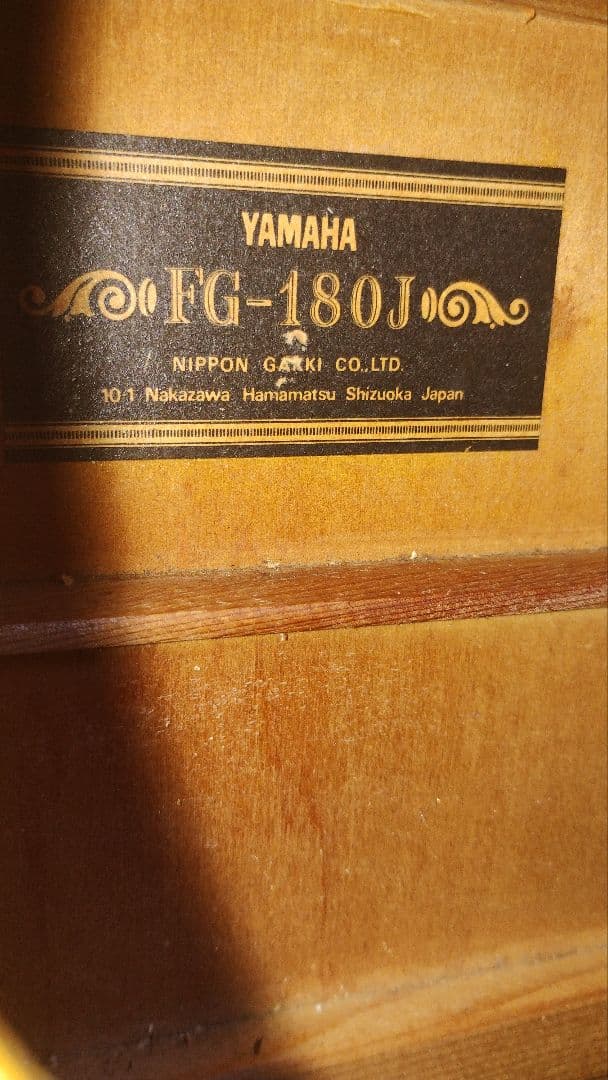 YAMAHA
FG-180J
NIPPON GAKKI CO.,LTD.
10-1 Nakazawa Hamamatsu Shizuoka Japan